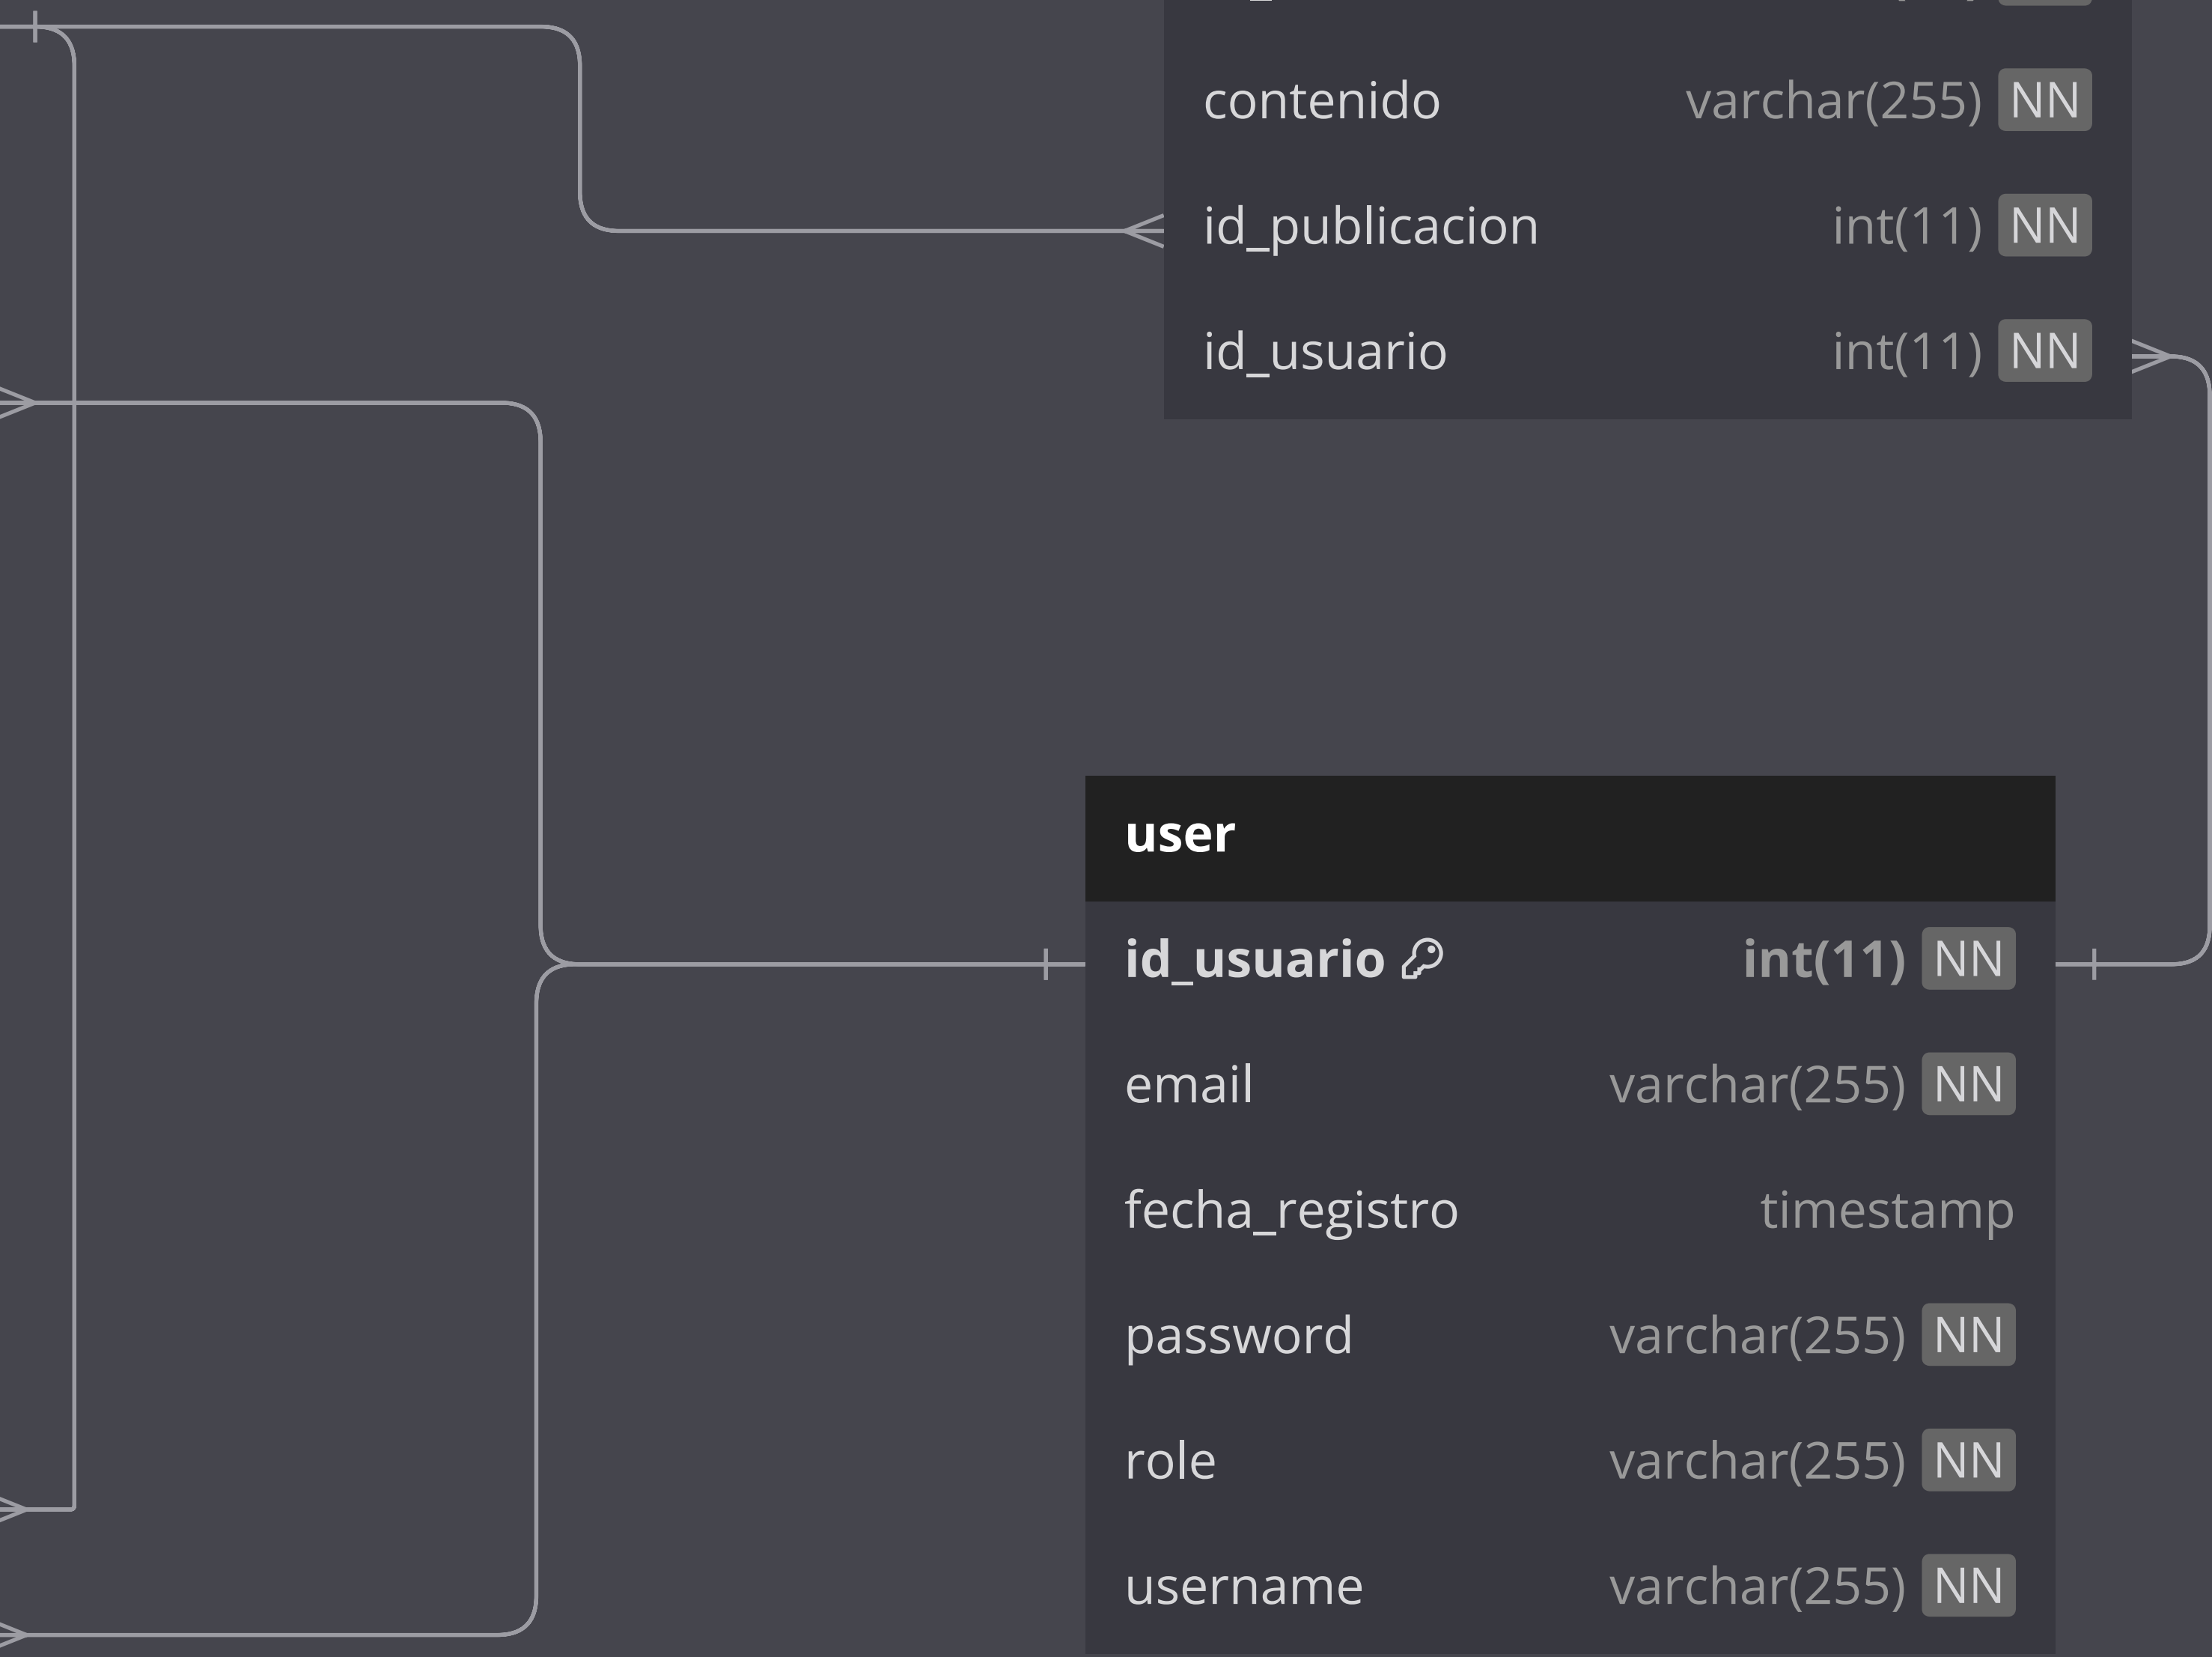 contenido varchar(255) NN
id_publicacion int(11) NN
id_usuario int(11) NN
user
id_usuario int(11) NN
email varchar(255) NN
fecha_registro timestamp
password varchar(255) NN
role varchar(255) NN
username varchar(255) NN